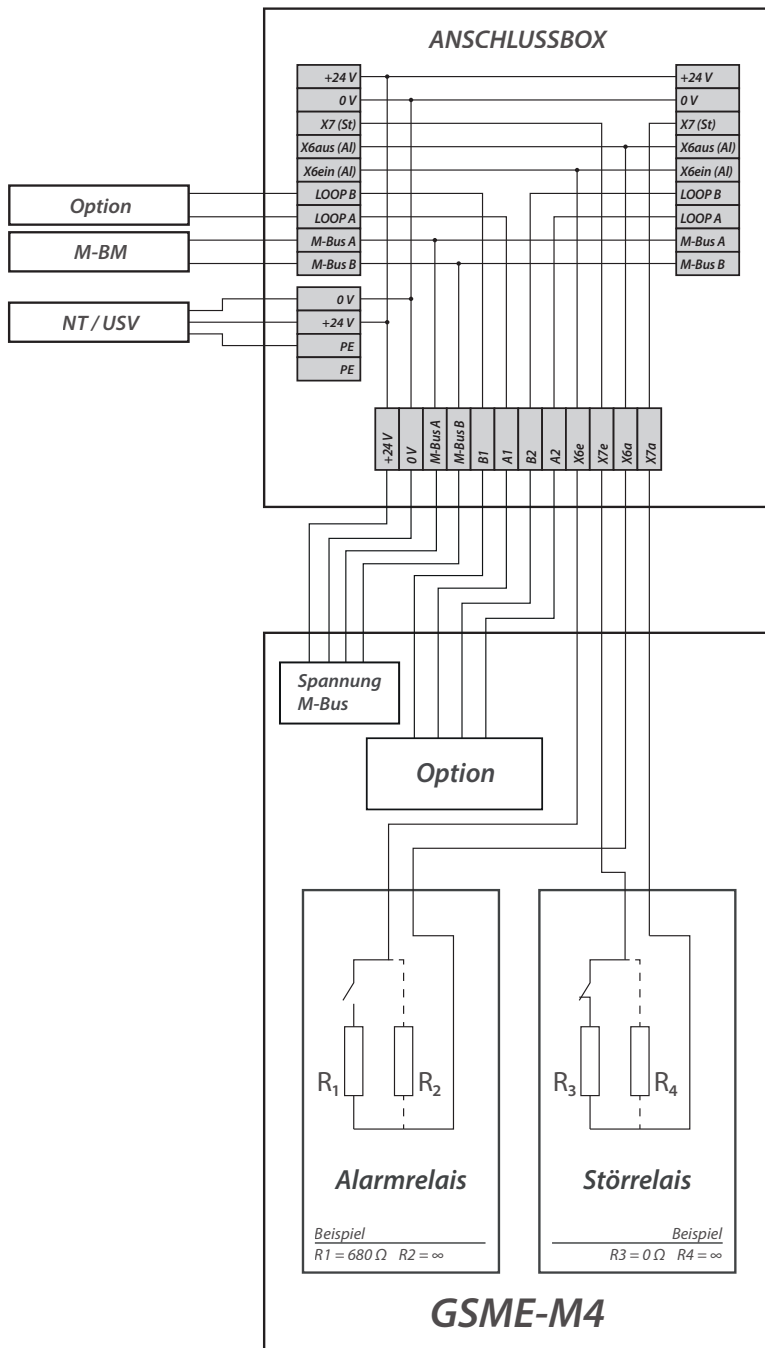 ANSCHLUSSBOX
+24 V
0 V
X7 (St)
X6aus (Al)
X6ein (Al)
LOOP B
LOOP A
M-Bus A
M-Bus B
+24 V
0 V
X7 (St)
X6aus (Al)
X6ein (Al)
LOOP B
LOOP A
M-Bus A
M-Bus B
Option
M-BM
NT / USV
0 V
+24 V
PE
PE
+24 V
0 V
M-Bus A
M-Bus B
B1
A1
B2
A2
X6e
X7e
X6a
X7a
Spannung
M-Bus
Option
R1
R2
R3
R4
Alarmrelais
Beispiel
R1 = 680 Ω R2 = ∞
Störrelais
Beispiel
R3 = 0 Ω R4 = ∞
GSME-M4